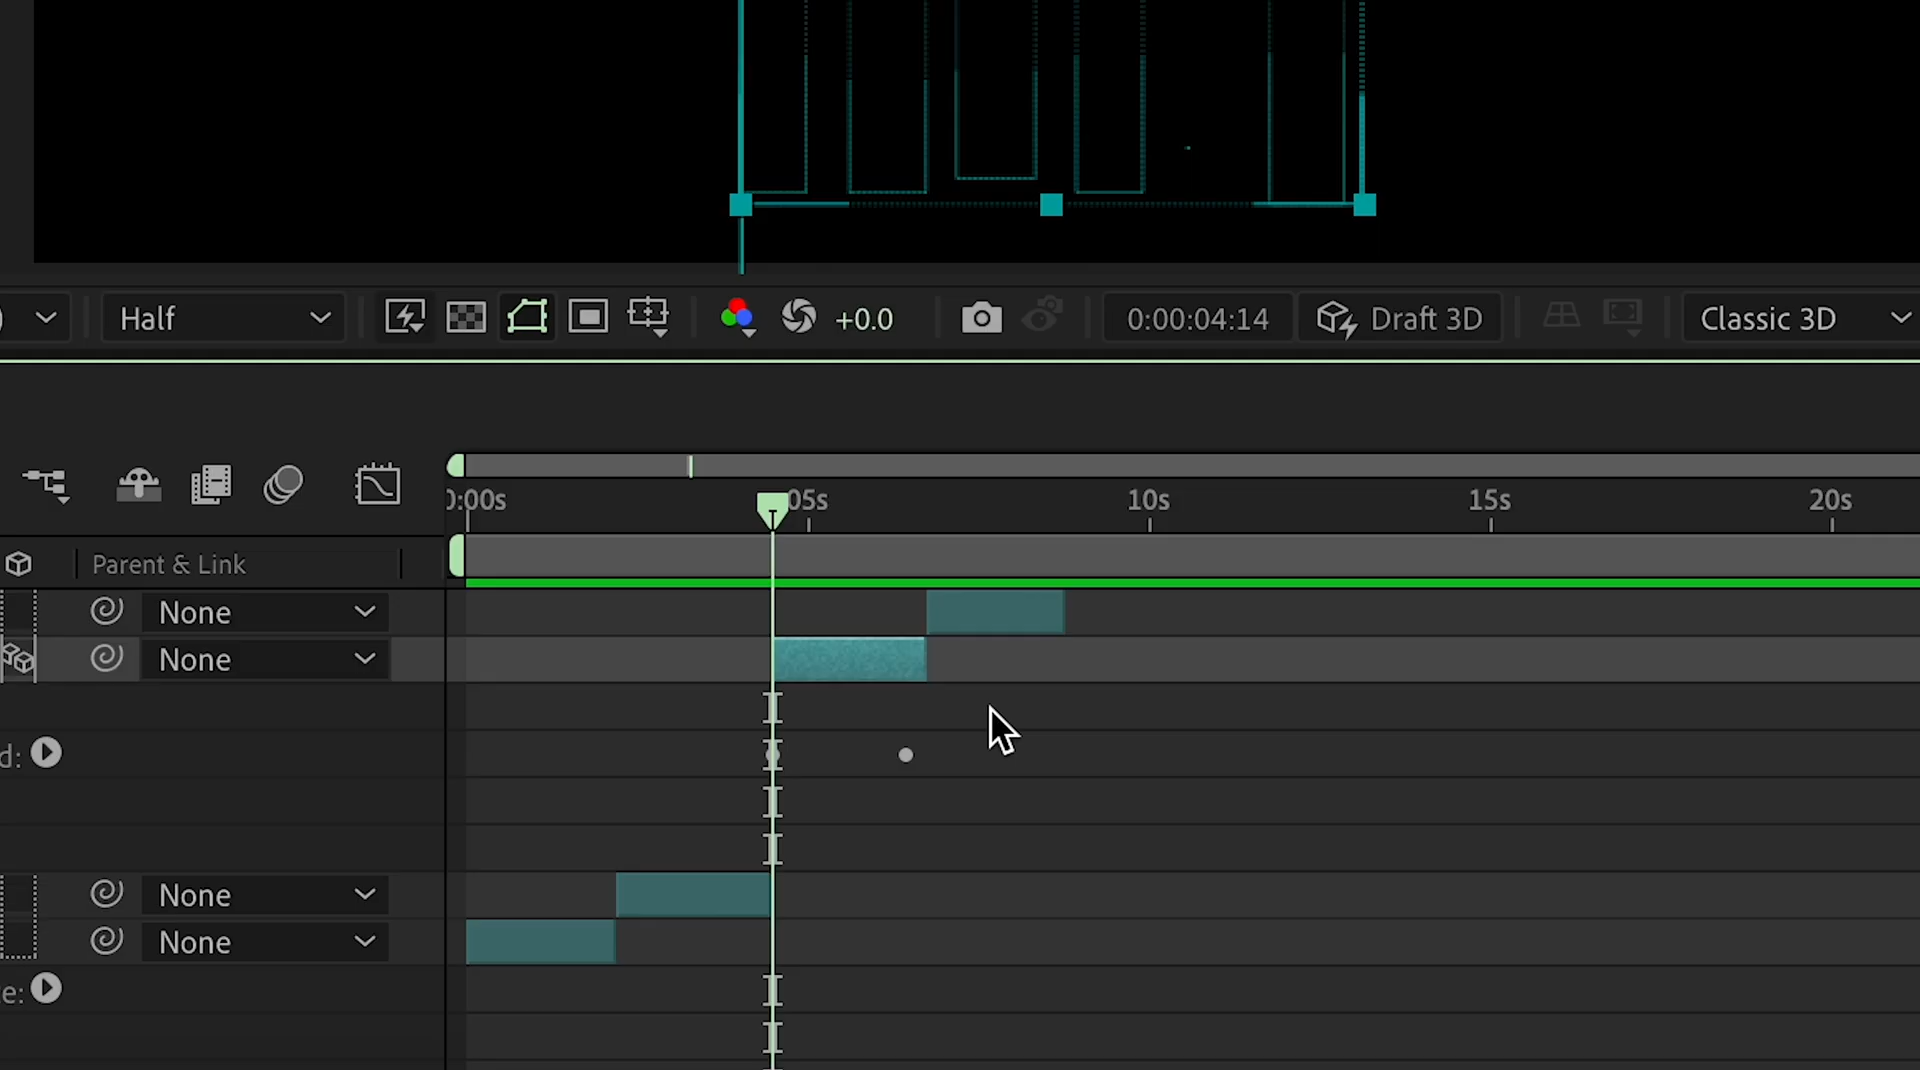 Half
+0.0
0:00:04:14
Draft 3D
Classic 3D
0:00s
05s
10s
15s
20s
Parent & Link
None
None
d:
None
None
e: